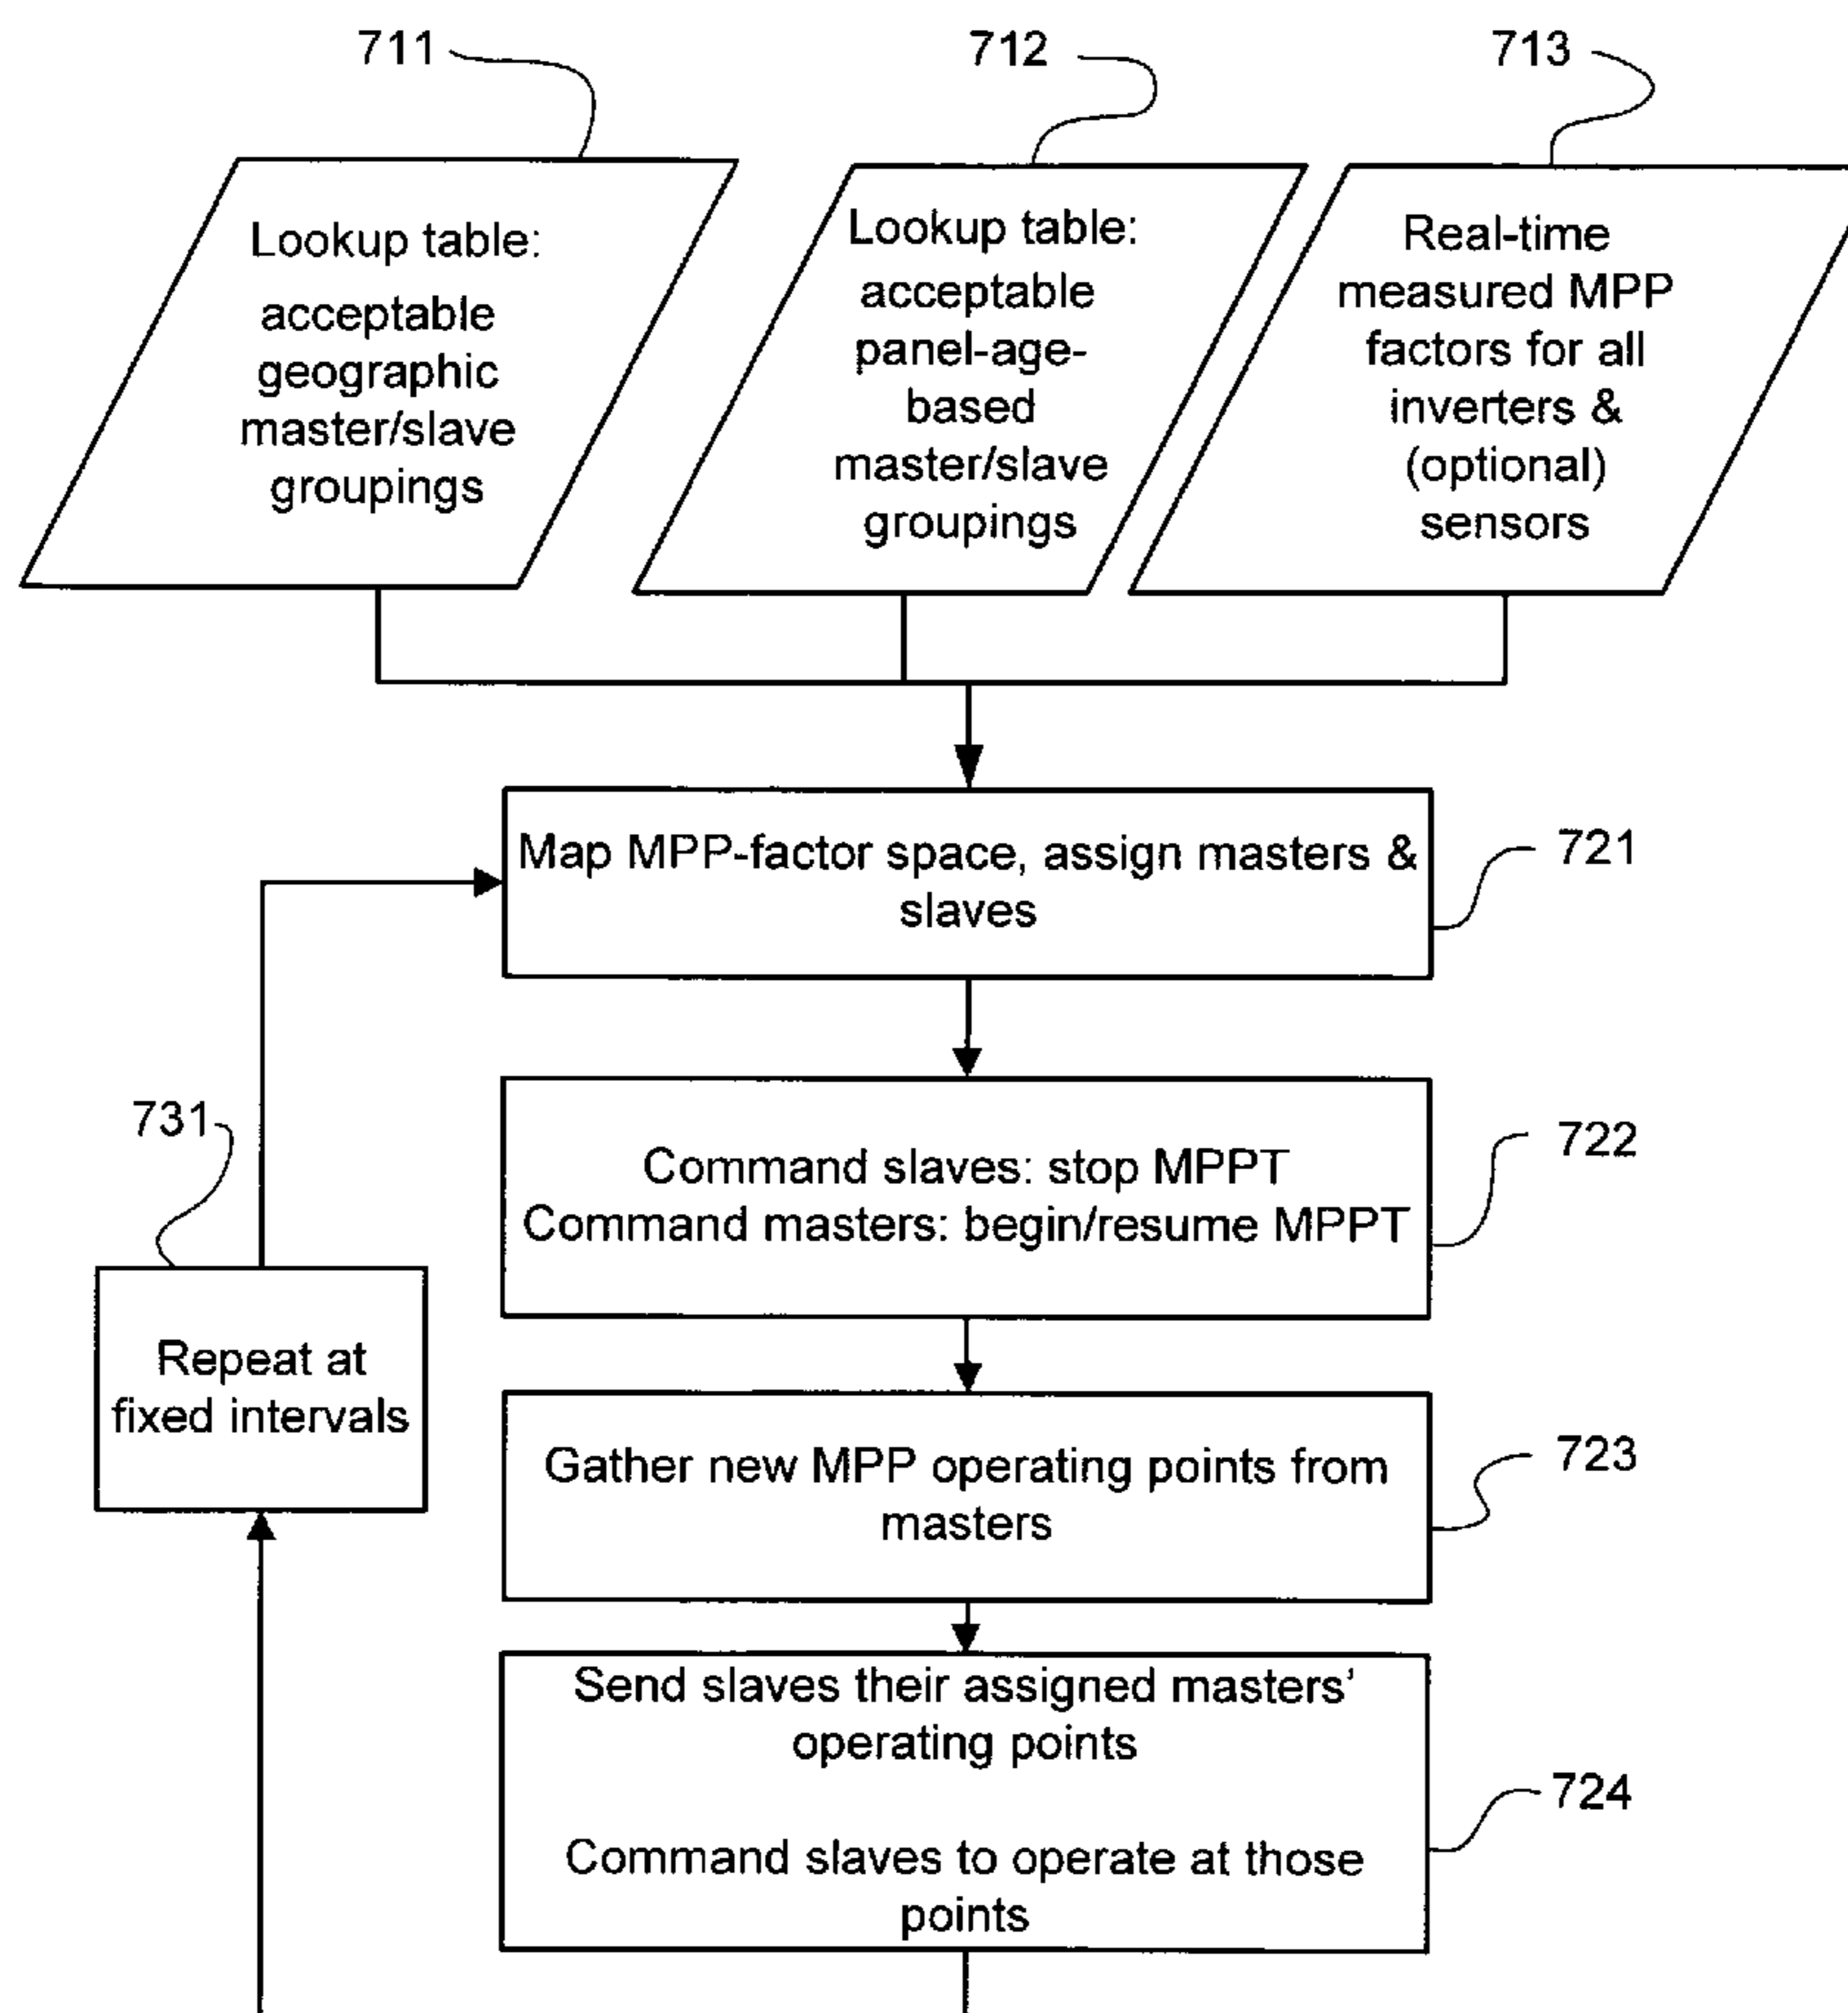 711
712
713
Lookup table:
acceptable
geographic
master/slave
groupings
Lookup table:
acceptable
panel-age-
based
master/slave
groupings
Real-time
measured MPP
factors for all
inverters &
(optional)
sensors
Map MPP-factor space, assign masters &
slaves
721
Command slaves: stop MPPT
Command masters: begin/resume MPPT
722
731
Repeat at
fixed intervals
Gather new MPP operating points from
masters
723
Send slaves their assigned masters'
operating points
Command slaves to operate at those
points
724